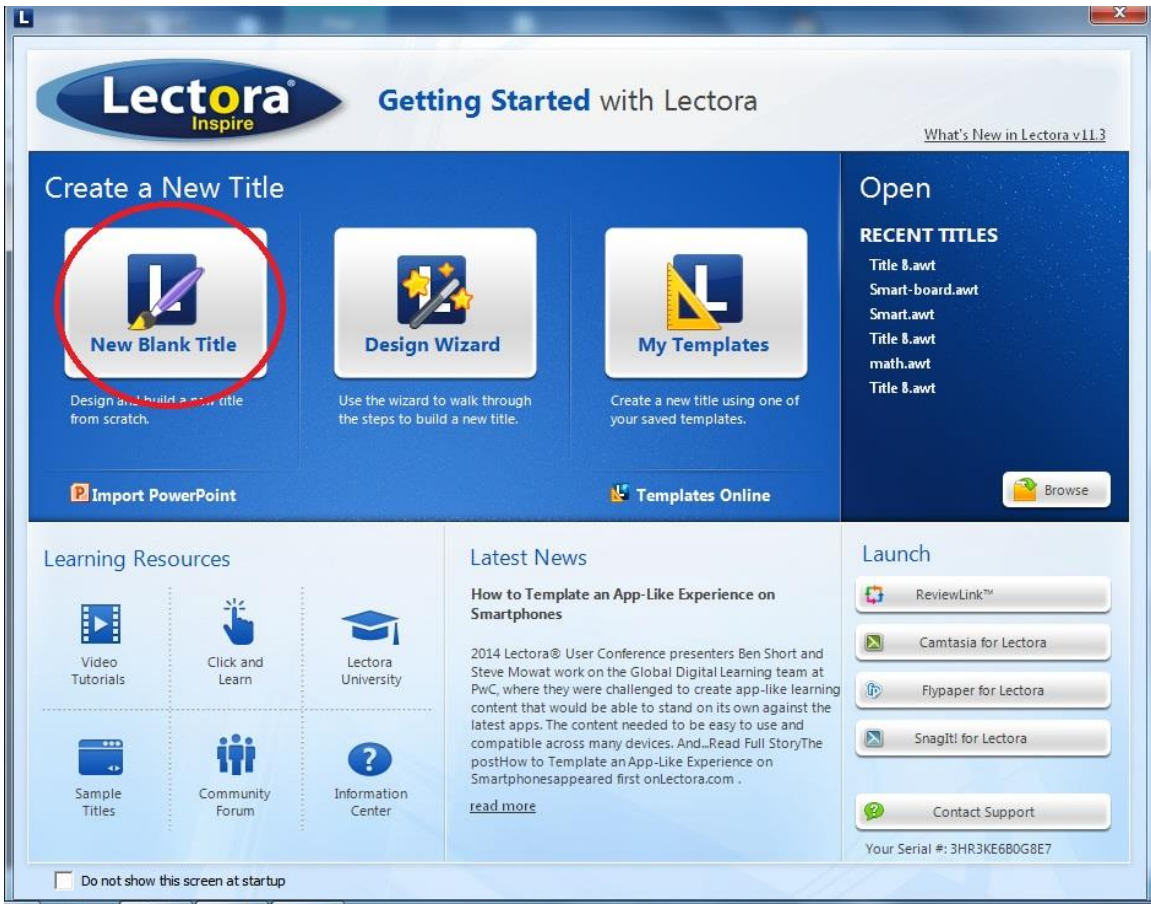 L
X
Lectora®
Inspire
Getting Started with Lectora
What's New in Lectora v11.3
Create a New Title
L
New Blank Title
Design and build a new title
from scratch.
Design Wizard
Use the wizard to walk through
the steps to build a new title.
L
My Templates
Create a new title using one of
your saved templates.
P Import PowerPoint
Templates Online
Open
RECENT TITLES
Title 8.awt
Smart-board.awt
Smart.awt
Title 8.awt
math.awt
Title 8.awt
Browse
Learning Resources
Video
Tutorials
Click and
Learn
Lectora
University
Sample
Titles
Community
Forum
?
Information
Center
Latest News
How to Template an App-Like Experience on
Smartphones
2014 Lectora® User Conference presenters Ben Short and
Steve Mowat work on the Global Digital Learning team at
PwC, where they were challenged to create app-like learning
content that would be able to stand on its own against the
latest apps. The content needed to be easy to use and
compatible across many devices. And...Read Full StoryThe
postHow to Template an App-Like Experience on
Smartphonesappeared first onLectora.com .
read more
Launch
ReviewLink™
Camtasia for Lectora
Flypaper for Lectora
SnagIt! for Lectora
? Contact Support
Your Serial #: 3HR3KE6B0G8E7
Do not show this screen at startup